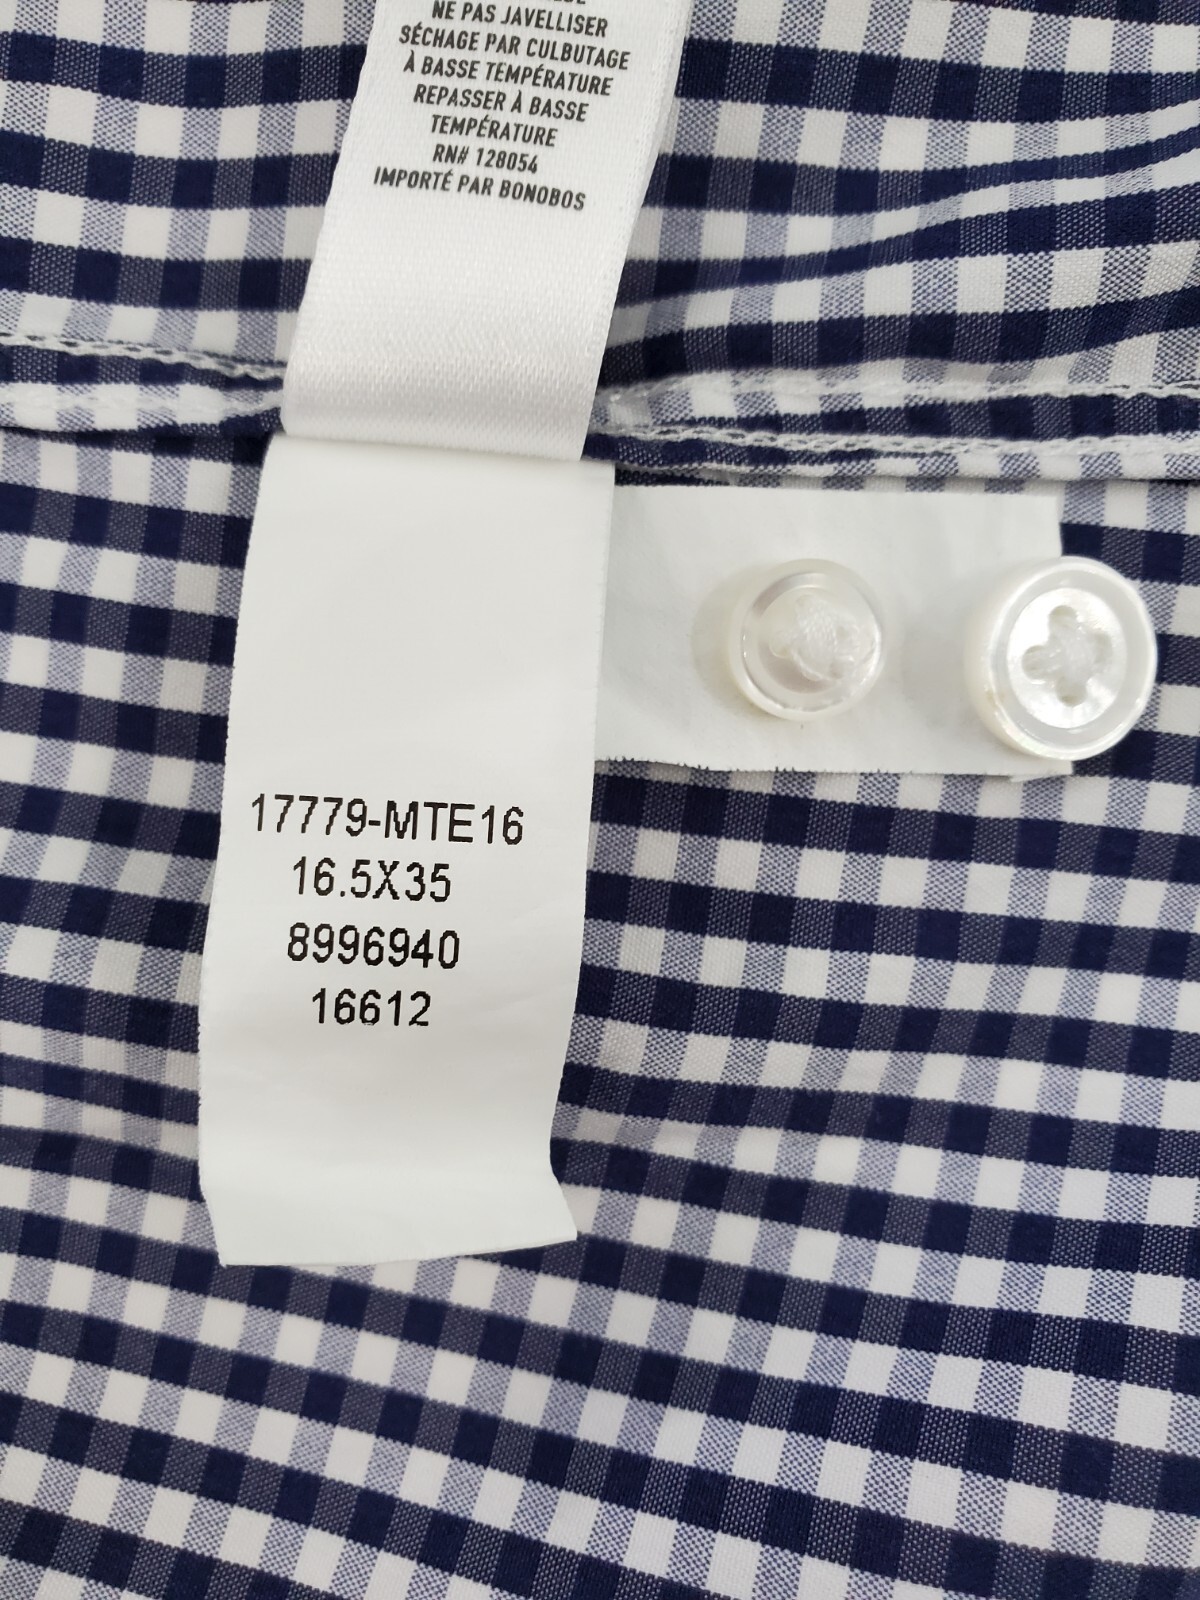 NE PAS JAVELLISER
SÉCHAGE PAR CULBUTAGE
À BASSE TEMPÉRATURE
REPASSER À BASSE
TEMPÉRATURE
RN# 128054
IMPORTÉ PAR BONOBOS
17779-MTE16
16.5X35
8996940
16612